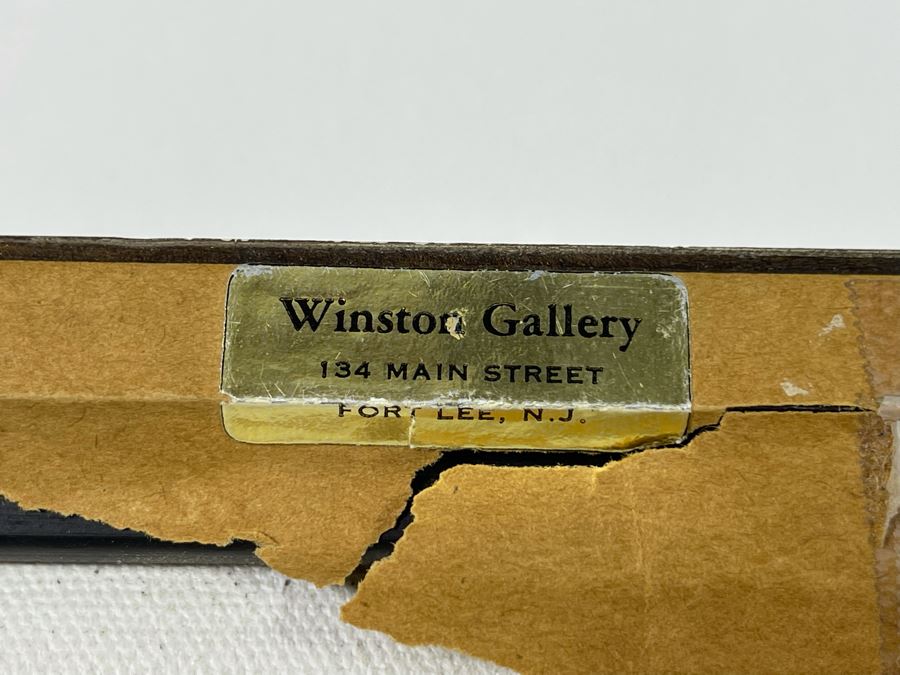 Winston Gallery
134 MAIN STREET
FORT LEE, N.J.